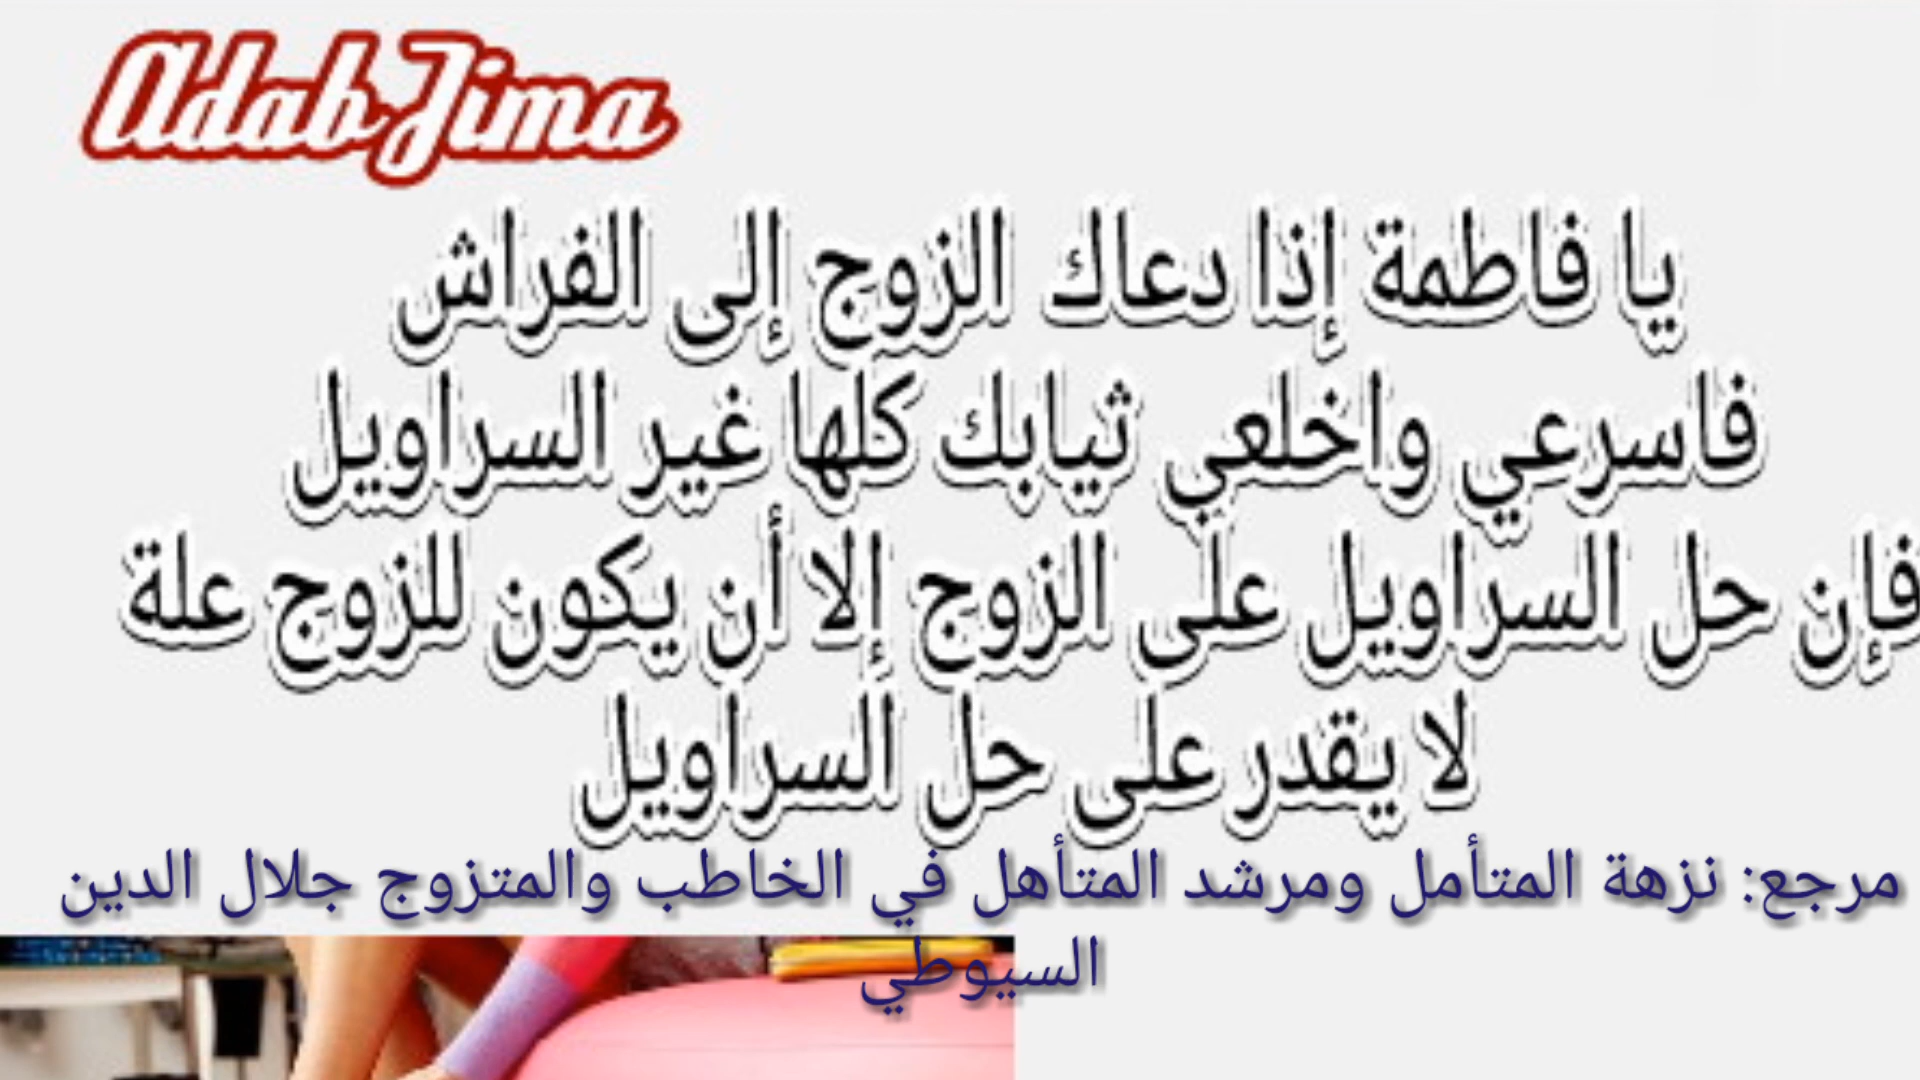 Adab Jima
يا فاطمة إذا دعاك الزوج إلى الفراش
فاسرعي واخلعي ثيابك كلها غير السراويل
فإن حل السراويل على الزوج إلا أن يكون للزوج علة
لا يقدر على حل السراويل
مرجع: نزهة المتأمل ومرشد المتأهل في الخاطب والمتزوج جلال الدين
السيوطي